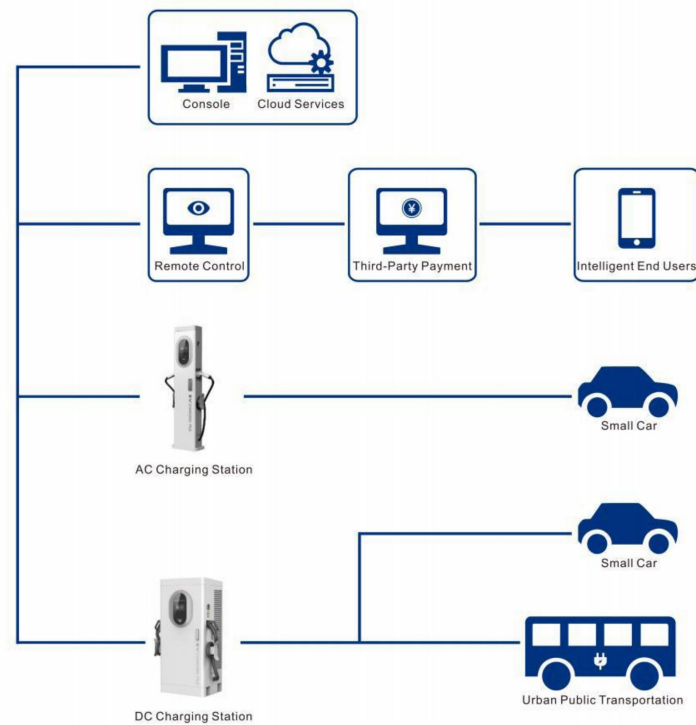 Console
Cloud Services
Remote Control
Third-Party Payment
¥
Intelligent End Users
AC Charging Station
Small Car
Small Car
Urban Public Transportation
DC Charging Station